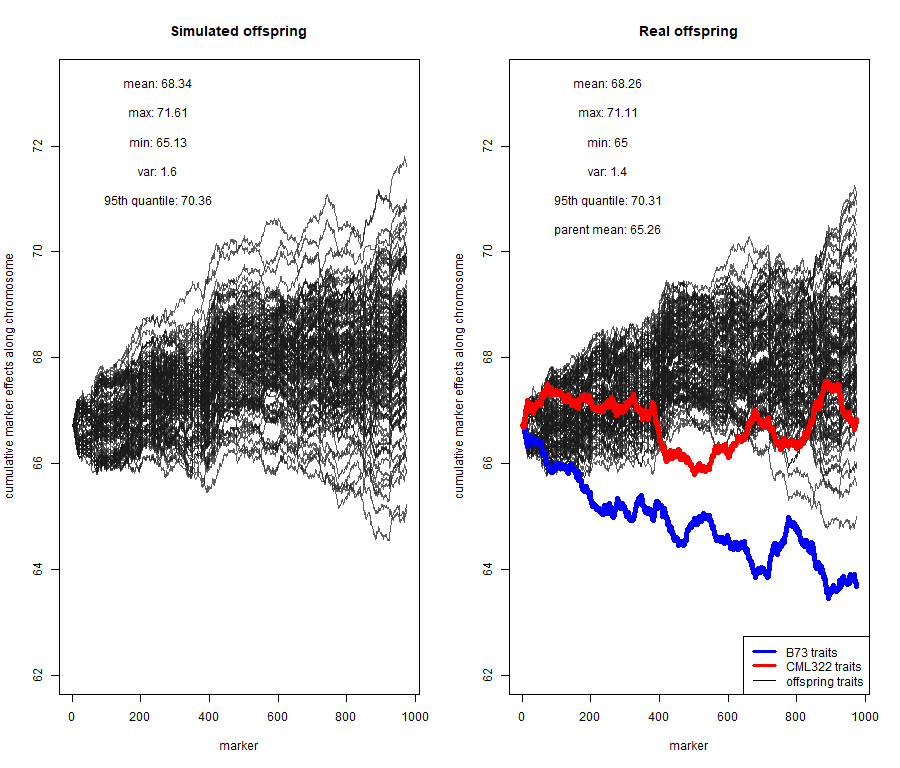 Simulated offspring
mean: 68.34
max: 71.61
min: 65.13
var: 1.6
95th quantile: 70.36
cumulative marker effects along chromosome
62
64
66
68
70
72
0
200
400
600
800
1000
marker
Real offspring
mean: 68.26
max: 71.11
min: 65
var: 1.4
95th quantile: 70.31
parent mean: 65.26
cumulative marker effects along chromosome
62
64
66
68
70
72
B73 traits
CML322 traits
offspring traits
0
200
400
600
800
1000
marker